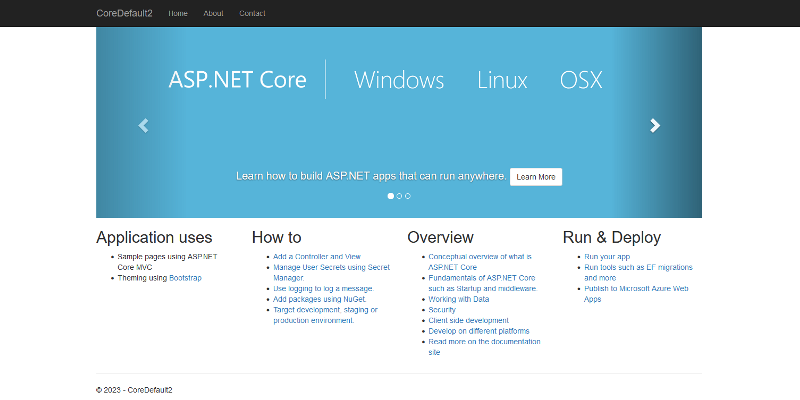 CoreDefault2 Home About Contact
ASP.NET Core Windows Linux OSX
Learn how to build ASP.NET apps that can run anywhere. Learn More
Application uses
Sample pages using ASP.NET
Core MVC
Theming using Bootstrap
How to
Add a Controller and View
Manage User Secrets using Secret
Manager.
Use logging to log a message.
Add packages using NuGet.
Target development, staging or
production environment.
Overview
Conceptual overview of what is
ASP.NET Core
Fundamentals of ASP.NET Core
such as Startup and middleware.
Working with Data
Security
Client side development
Develop on different platforms
Read more on the documentation
site
Run & Deploy
Run your app
Run tools such as EF migrations
and more
Publish to Microsoft Azure Web
Apps
© 2023 - CoreDefault2